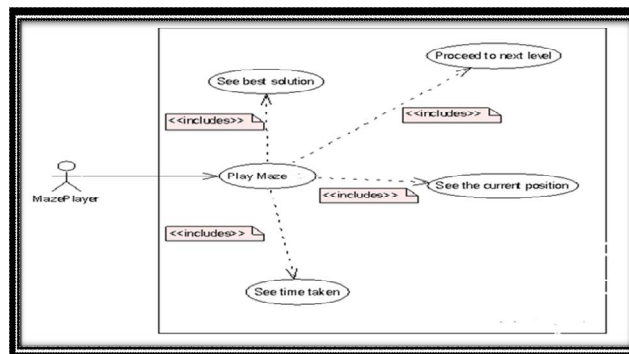 Proceed to next level
See best solution
<<includes>>
<<includes>>
Play Maze
See the current position
<<includes>>
MazePlayer
<<includes>>
See time taken